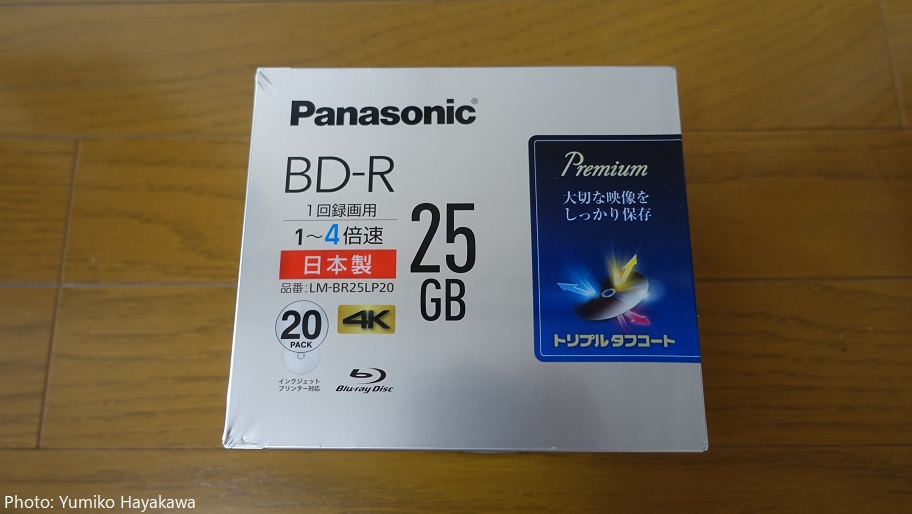 Panasonic®
BD-R
1回録画用
1〜4倍速
日本製
品番:LM-BR25LP20
25
GB
20
PACK
4K
インクジェット
プリンター対応
Blu-ray Disc
Premium
大切な映像を
しっかり保存
トリプルタフコート
Photo: Yumiko Hayakawa